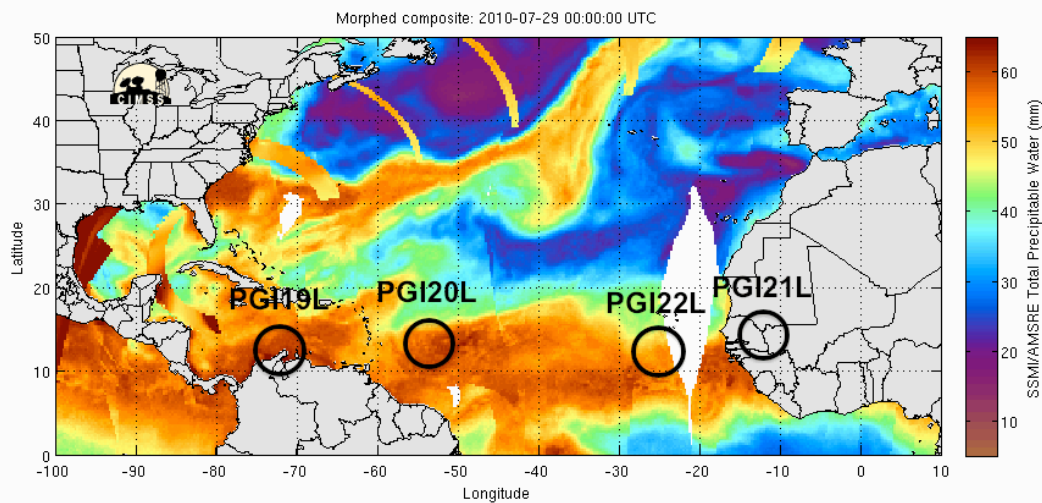 Morphed composite: 2010-07-29 00:00:00 UTC
50
40
30
20
10
0
Latitude
CIMSS
PGI19L
PGI20L
PGI22L
PGI21L
-100
-90
-80
-70
-60
-50
-40
-30
-20
-10
0
10
Longitude
60
50
40
30
20
10
SSMI/AMSRE Total Precipitable Water (mm)